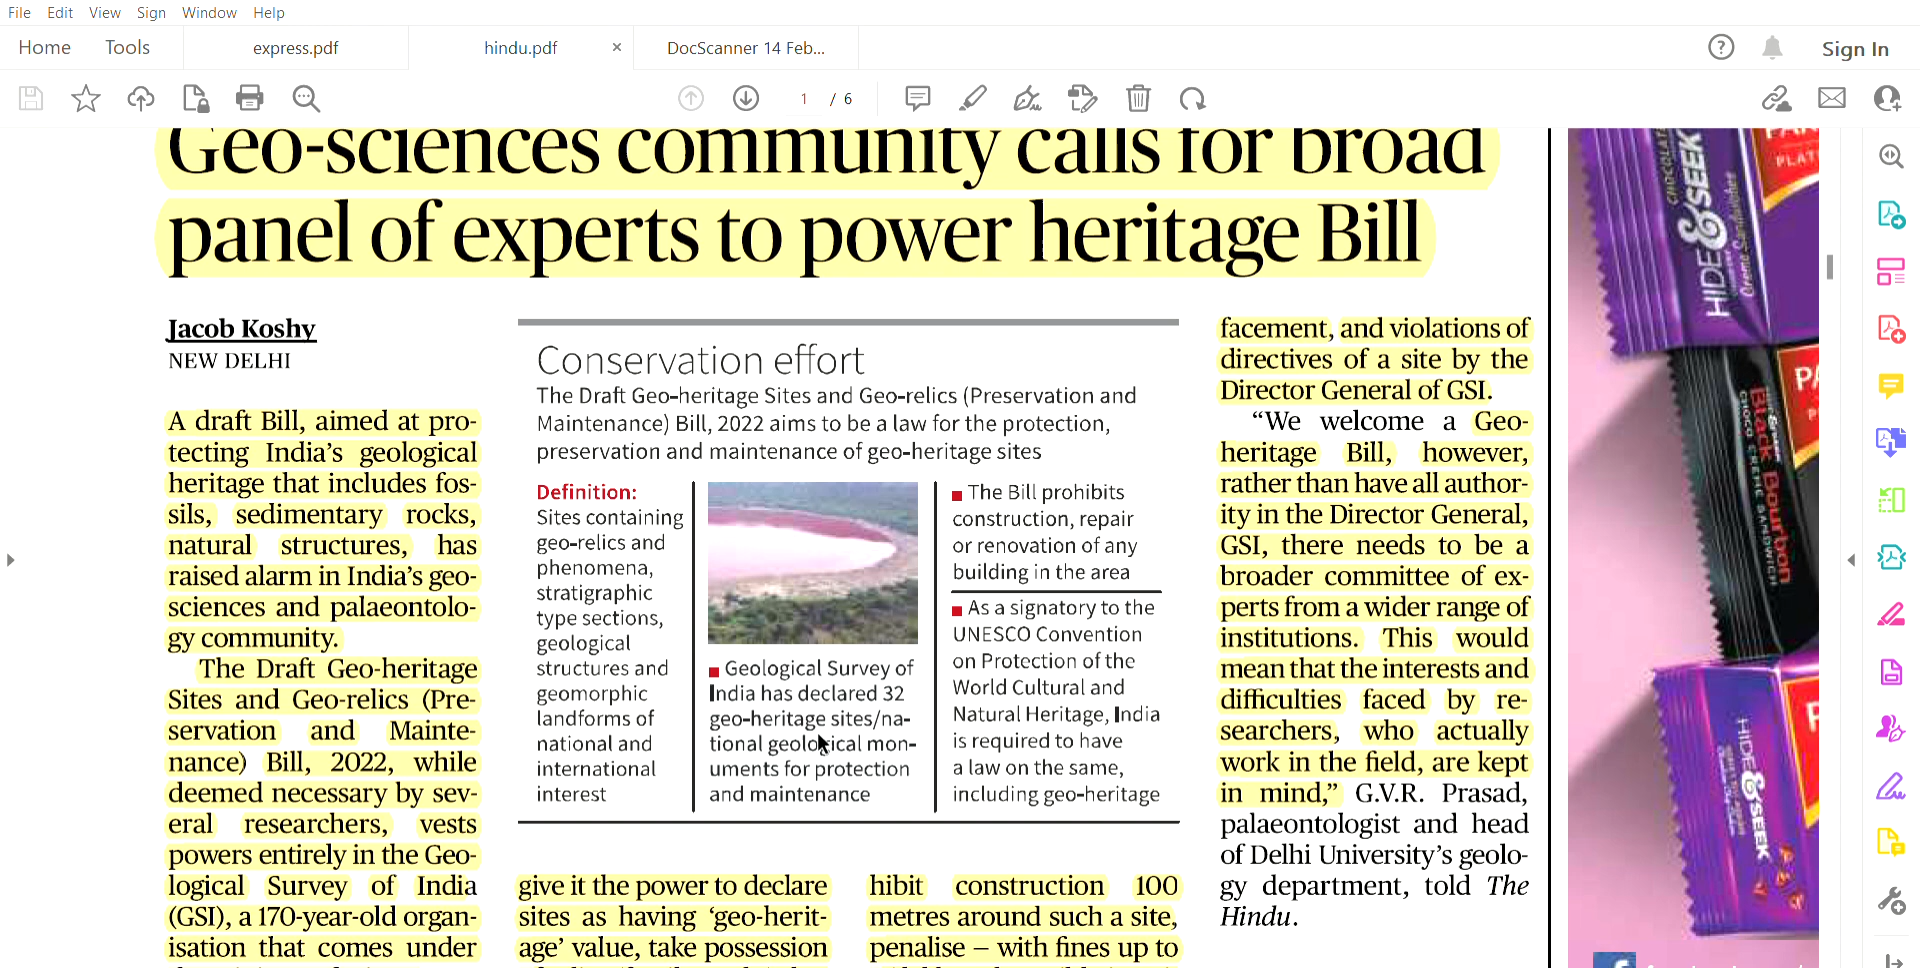 File Edit View Sign Window Help
Home Tools express.pdf hindu.pdf × DocScanner 14 Feb... Sign In
1 / 6
Geo-sciences community calls for broad
panel of experts to power heritage Bill
Jacob Koshy
NEW DELHI
A draft Bill, aimed at pro-
tecting India's geological
heritage that includes fos-
sils, sedimentary rocks,
natural structures, has
raised alarm in India's geo-
sciences and palaeontolo-
gy community.
The Draft Geo-heritage
Sites and Geo-relics (Pre-
servation and Mainte-
nance) Bill, 2022, while
deemed necessary by sev-
eral researchers, vests
powers entirely in the Geo-
logical Survey of India
(GSI), a 170-year-old organ-
isation that comes under
Conservation effort
The Draft Geo-heritage Sites and Geo-relics (Preservation and
Maintenance) Bill, 2022 aims to be a law for the protection,
preservation and maintenance of geo-heritage sites
Definition:
Sites containing
geo-relics and
phenomena,
stratigraphic
type sections,
geological
structures and
geomorphic
landforms of
national and
international
interest
Geological Survey of
India has declared 32
geo-heritage sites/na-
tional geological mon-
uments for protection
and maintenance
The Bill prohibits
construction, repair
or renovation of any
building in the area
As a signatory to the
UNESCO Convention
on Protection of the
World Cultural and
Natural Heritage, India
is required to have
a law on the same,
including geo-heritage
give it the power to declare
sites as having 'geo-herit-
age' value, take possession
hibit construction 100
metres around such a site,
penalise – with fines up to
facement, and violations of
directives of a site by the
Director General of GSI.
"We welcome a Geo-
heritage Bill, however,
rather than have all author-
ity in the Director General,
GSI, there needs to be a
broader committee of ex-
perts from a wider range of
institutions. This would
mean that the interests and
difficulties faced by re-
searchers, who actually
work in the field, are kept
in mind," G.V.R. Prasad,
palaeontologist and head
of Delhi University's geolo-
gy department, told The
Hindu.
HIDE & SEEK
Creme Sandwiches
PLAT
Black Bourbon
CHOCO CREME SANDWICH
HIDE & SEEK